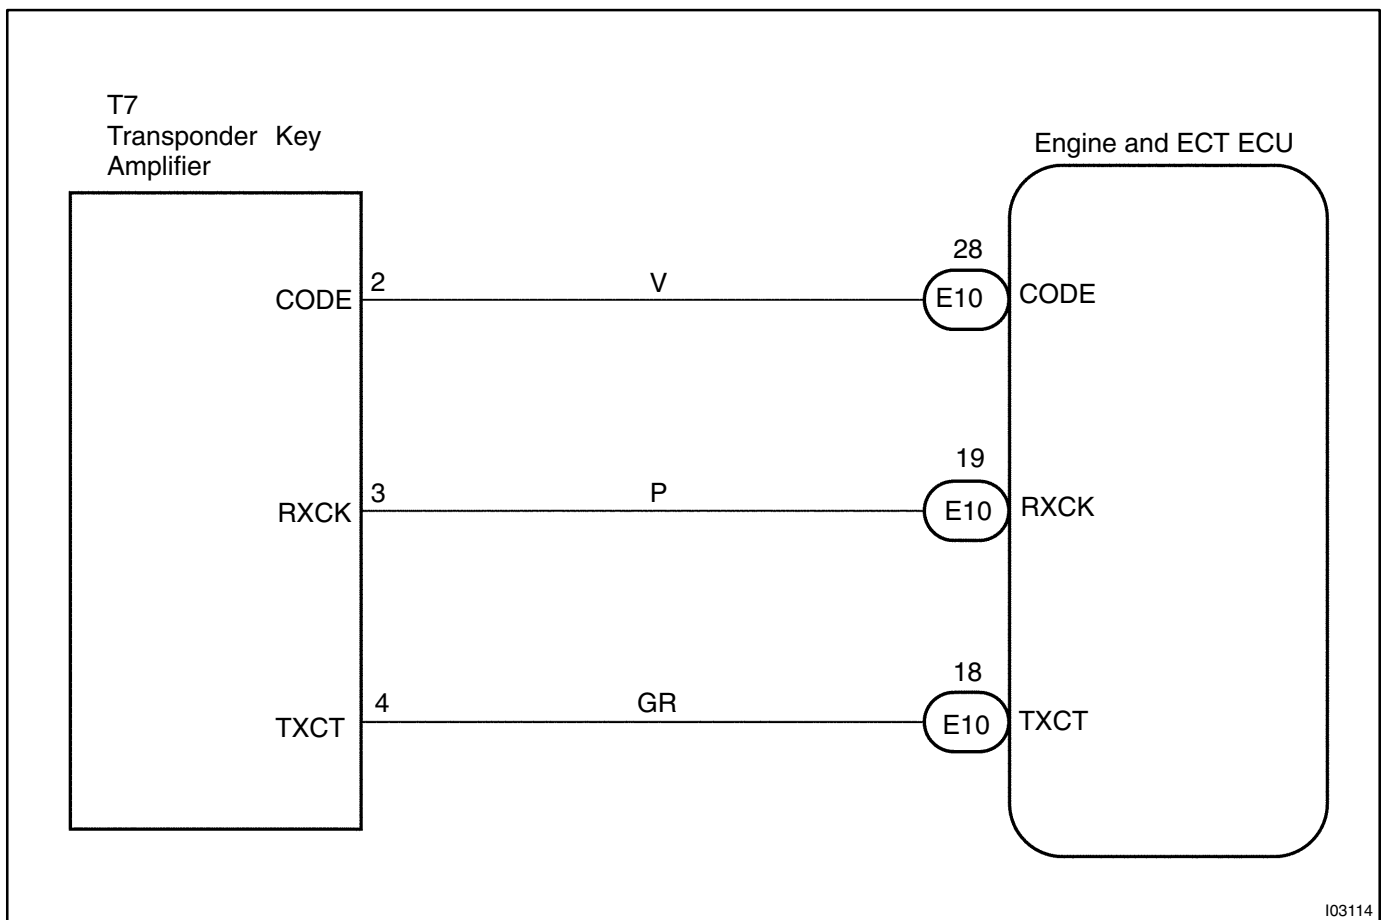 T7
Transponder Key
Amplifier
Engine and ECT ECU
28
2
V
CODE
E10
CODE
19
3
P
RXCK
E10
RXCK
18
4
GR
TXCT
E10
TXCT
I03114